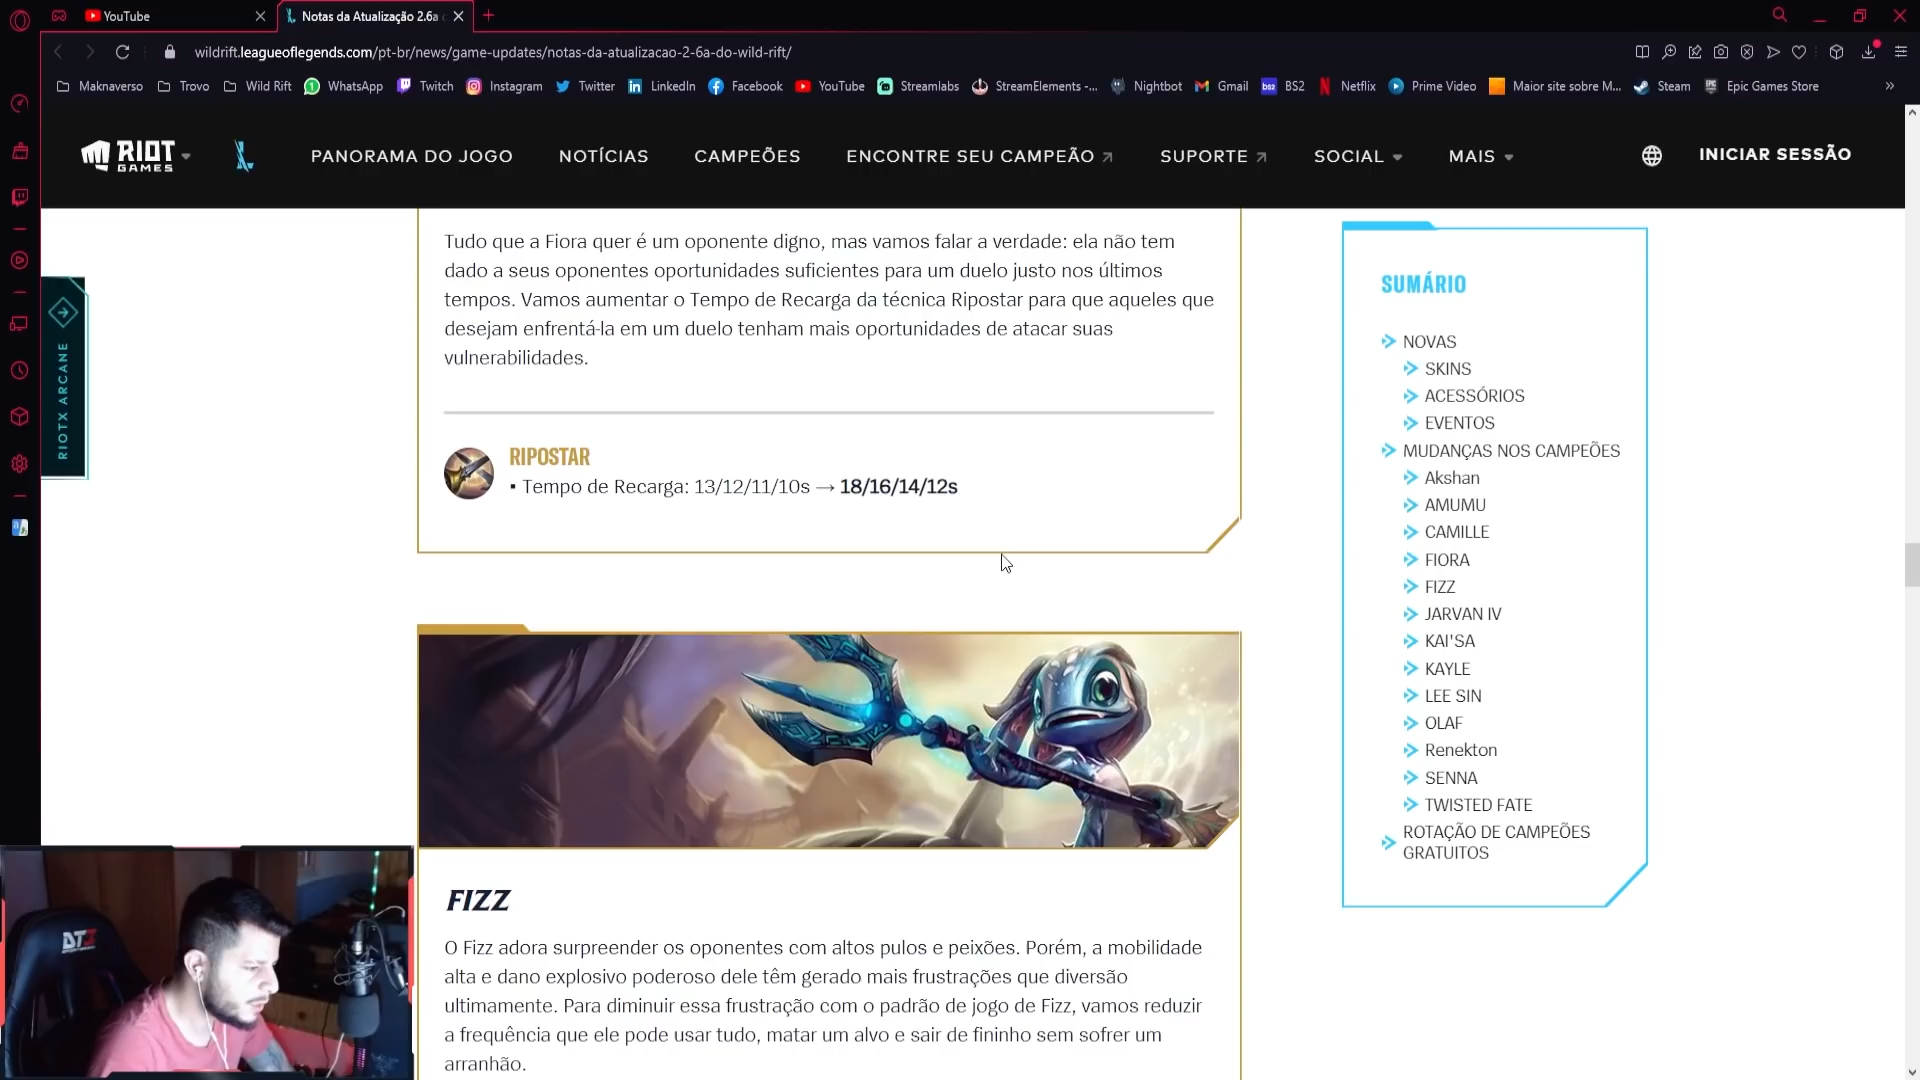 YouTube
Notas da Atualização 2.6a
wildrift.leagueoflegends.com/pt-br/news/game-updates/notas-da-atualizacao-2-6a-do-wild-rift/
Maknaverso Trovo Wild Rift WhatsApp Twitch Instagram Twitter LinkedIn Facebook YouTube Streamlabs StreamElements -... Nightbot Gmail BS2 Netflix Prime Video Maior site sobre M... Steam Epic Games Store »
RIOT GAMES PANORAMA DO JOGO NOTÍCIAS CAMPEÕES ENCONTRE SEU CAMPEÃO SUPORTE SOCIAL MAIS INICIAR SESSÃO
RIOTX ARCANE
Tudo que a Fiora quer é um oponente digno, mas vamos falar a verdade: ela não tem
dado a seus oponentes oportunidades suficientes para um duelo justo nos últimos
tempos. Vamos aumentar o Tempo de Recarga da técnica Ripostar para que aqueles que
desejam enfrentá-la em um duelo tenham mais oportunidades de atacar suas
vulnerabilidades.
RIPOSTAR
▪ Tempo de Recarga: 13/12/11/10s → 18/16/14/12s
FIZZ
O Fizz adora surpreender os oponentes com altos pulos e peixões. Porém, a mobilidade
alta e dano explosivo poderoso dele têm gerado mais frustrações que diversão
ultimamente. Para diminuir essa frustração com o padrão de jogo de Fizz, vamos reduzir
a frequência que ele pode usar tudo, matar um alvo e sair de fininho sem sofrer um
arranhão.
SUMÁRIO
NOVAS
SKINS
ACESSÓRIOS
EVENTOS
MUDANÇAS NOS CAMPEÕES
Akshan
AMUMU
CAMILLE
FIORA
FIZZ
JARVAN IV
KAI'SA
KAYLE
LEE SIN
OLAF
Renekton
SENNA
TWISTED FATE
ROTAÇÃO DE CAMPEÕES
GRATUITOS
DT3